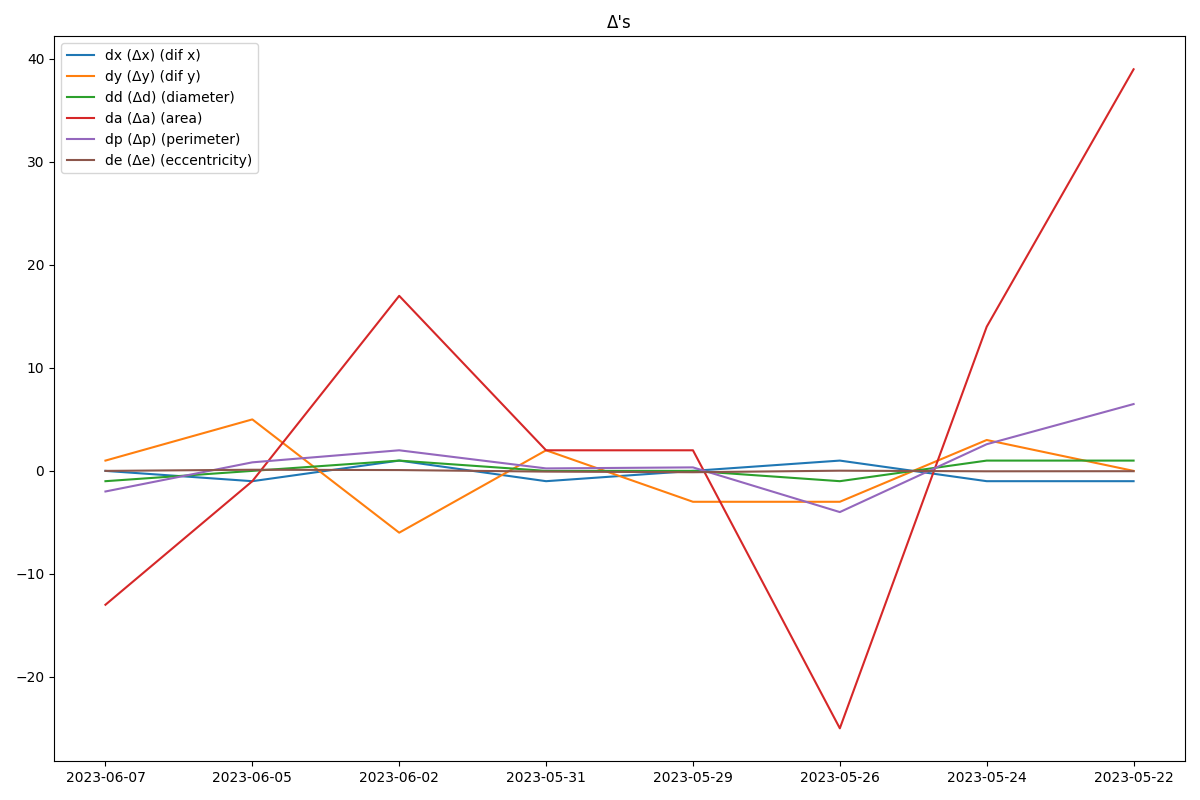 Δ's
dx (Δx) (dif x)
dy (Δy) (dif y)
dd (Δd) (diameter)
da (Δa) (area)
dp (Δp) (perimeter)
de (Δe) (eccentricity)
40
30
20
10
0
−10
−20
2023-06-07 2023-06-05 2023-06-02 2023-05-31 2023-05-29 2023-05-26 2023-05-24 2023-05-22